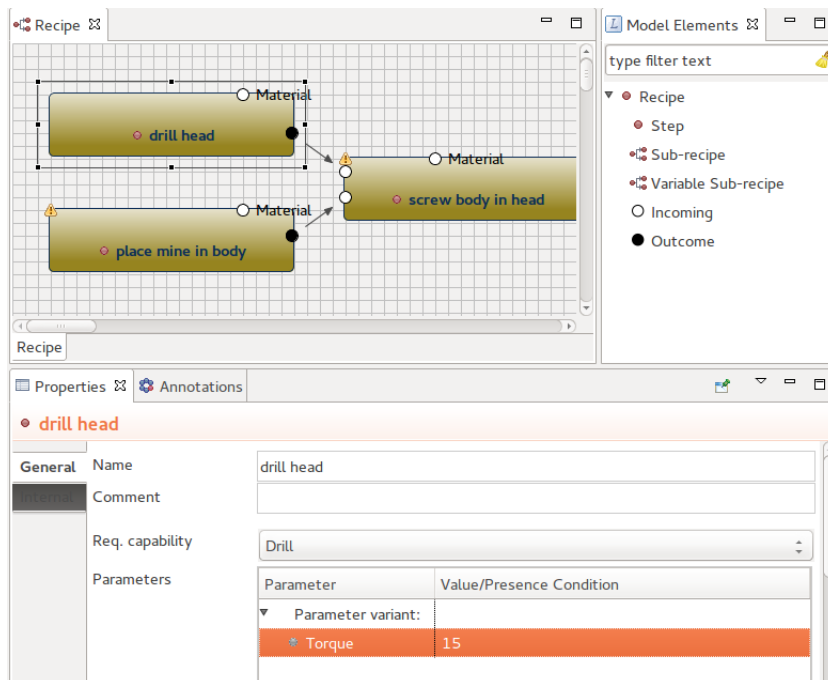 Recipe
Material
drill head
Material
screw body in head
Material
place mine in body
Recipe
Model Elements
type filter text
Recipe
Step
Sub-recipe
Variable Sub-recipe
Incoming
Outcome
Properties
Annotations
drill head
General
Internal
Name
drill head
Comment
Req. capability
Drill
Parameters
Parameter
Value/Presence Condition
Parameter variant:
Torque
15